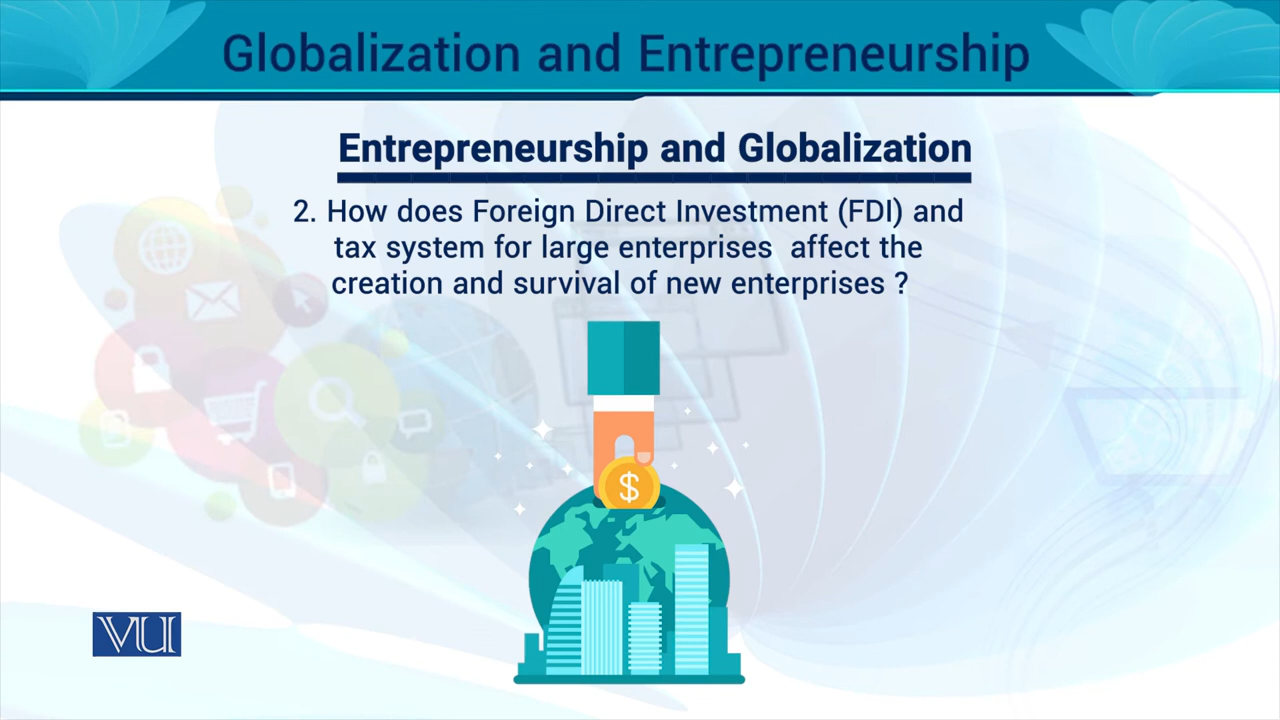 Globalization and Entrepreneurship
Entrepreneurship and Globalization
2. How does Foreign Direct Investment (FDI) and
tax system for large enterprises affect the
creation and survival of new enterprises ?
$
VU